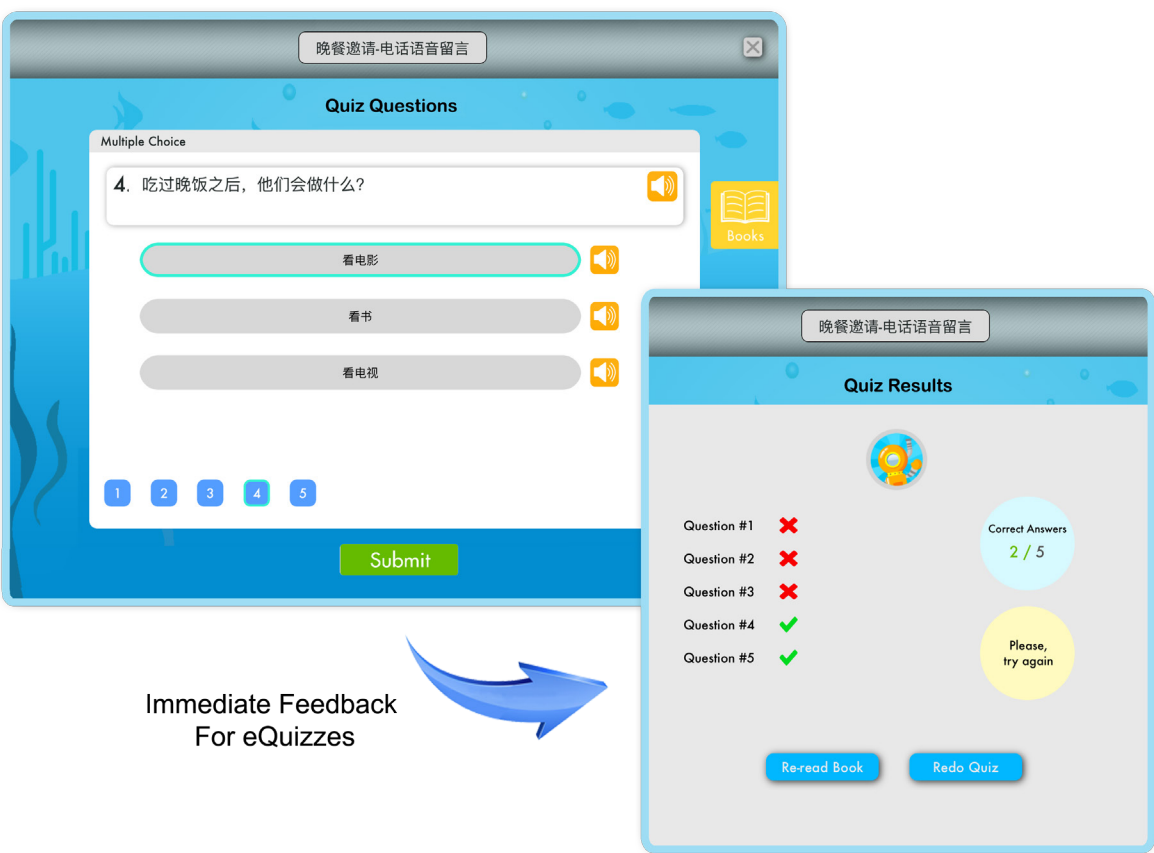 晚餐邀请-电话语音留言
Quiz Questions
Multiple Choice
4. 吃过晚饭之后，他们会做什么?
Books
看电影
看书
看电视
1 2 3 4 5
Submit
Immediate Feedback
For eQuizzes
晚餐邀请-电话语音留言
Quiz Results
Question #1
Question #2
Question #3
Question #4
Question #5
Correct Answers
2 / 5
Please,
try again
Re-read Book
Redo Quiz